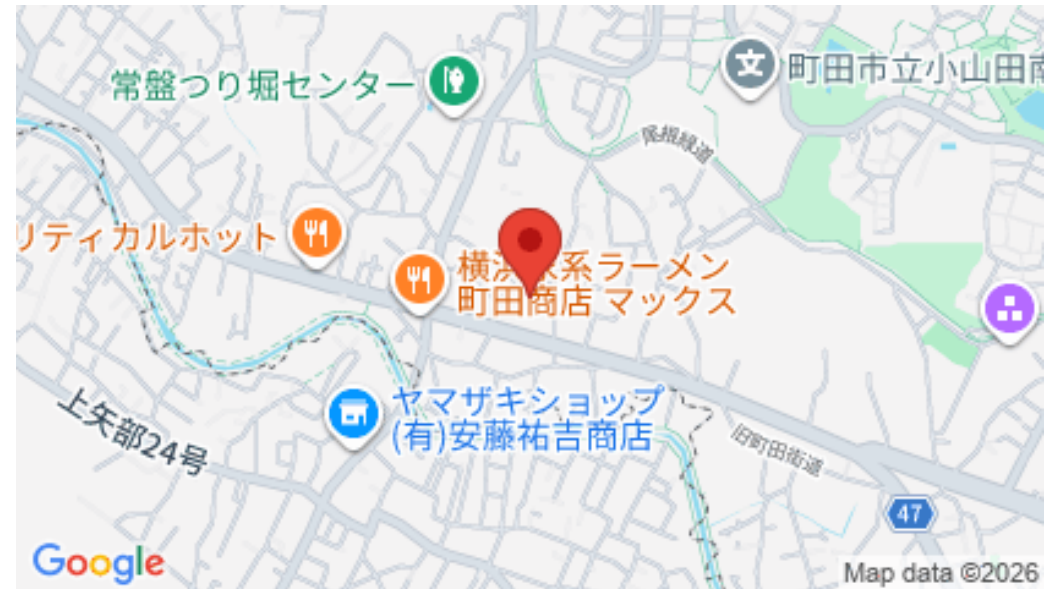 常盤つり堀センター
町田市立小山田南
尾根緑道
リティカルホット
横浜家系ラーメン
町田商店 マックス
ヤマザキショップ
(有)安藤祐吉商店
上矢部24号
旧町田街道
47
Google
Map data ©2026